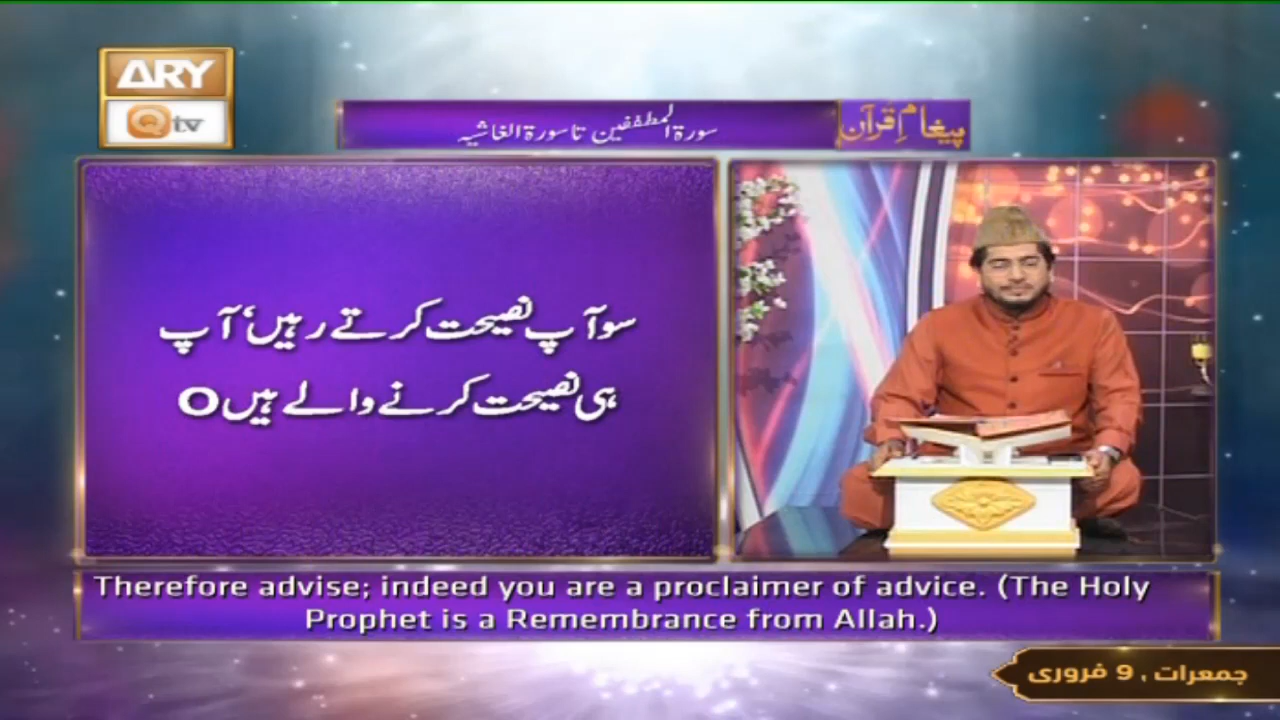 ARY
Qtv
پیغامِ قرآن
سورۃ المطففین تا سورۃ الغاشیہ
سو آپ نصیحت کرتے رہیں‘ آپ
ہی نصیحت کرنے والے ہیںO
Therefore advise; indeed you are a proclaimer of advice. (The Holy
Prophet is a Remembrance from Allah.)
جمعرات , 9 فروری